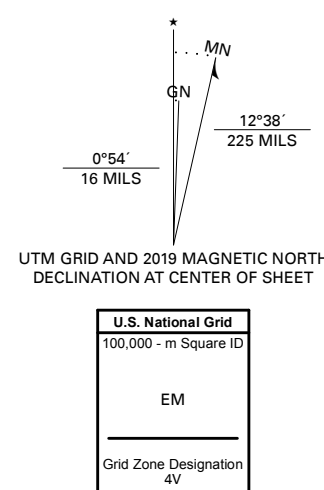 ★
MN
GN
12°38´
225 MILS
0°54´
16 MILS
UTM GRID AND 2019 MAGNETIC NORTH
DECLINATION AT CENTER OF SHEET
U.S. National Grid
100,000 - m Square ID
EM
Grid Zone Designation
4V